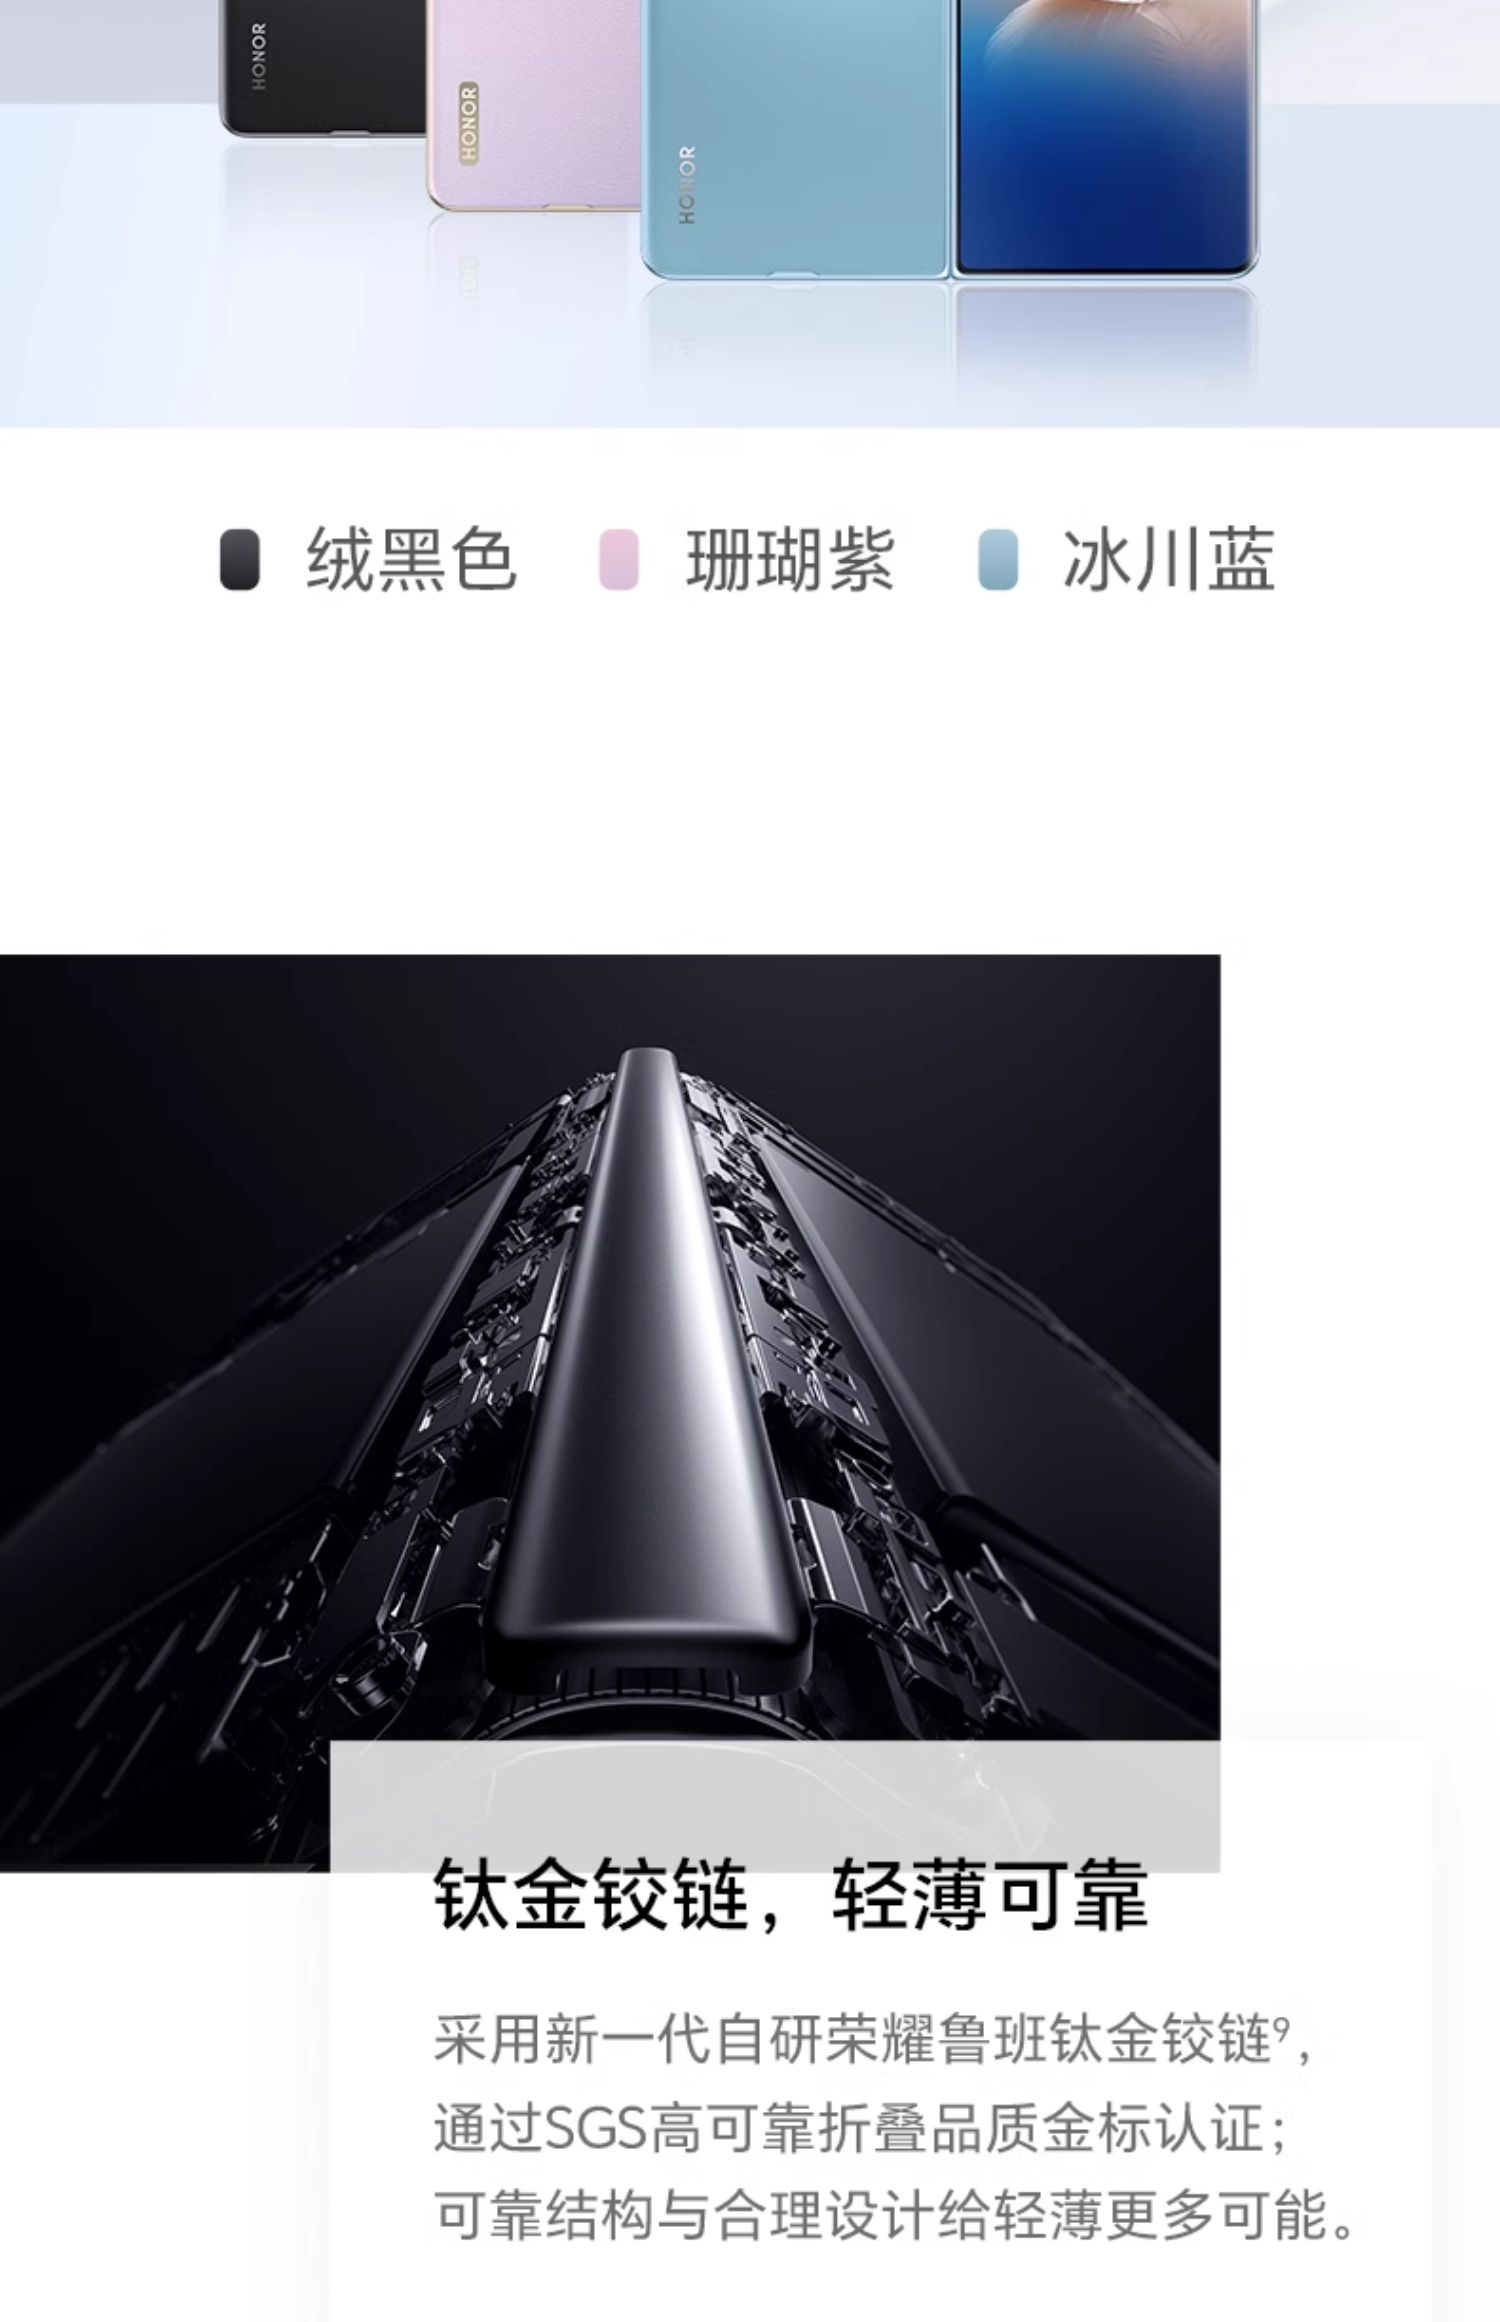 HONOR
HONOR
HONOR
绒黑色 珊瑚紫 冰川蓝
钛金铰链，轻薄可靠
采用新一代自研荣耀鲁班钛金铰链⁹，
通过SGS高可靠折叠品质金标认证；
可靠结构与合理设计给轻薄更多可能。